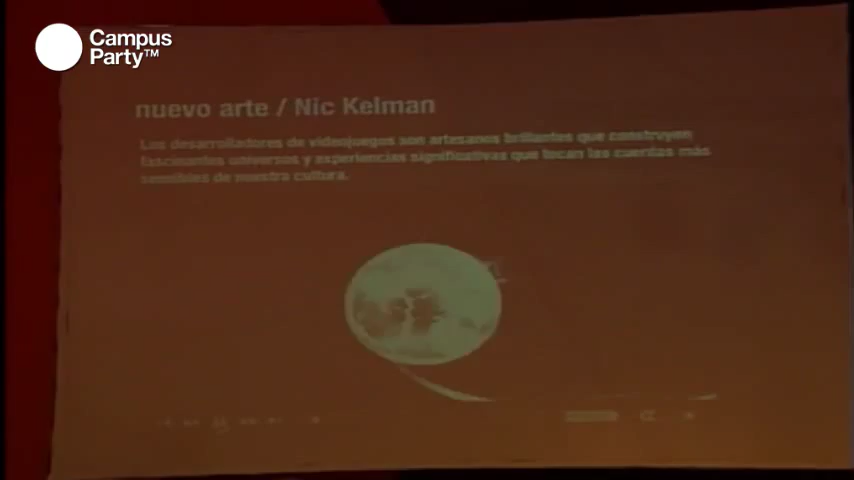 Campus
Party™
nuevo arte / Nic Kelman
Los desarrolladores de videojuegos son artesanos brillantes que construyen
fascinantes universos y experiencias significativas que tocan las cuerdas más
sensibles de nuestra cultura.